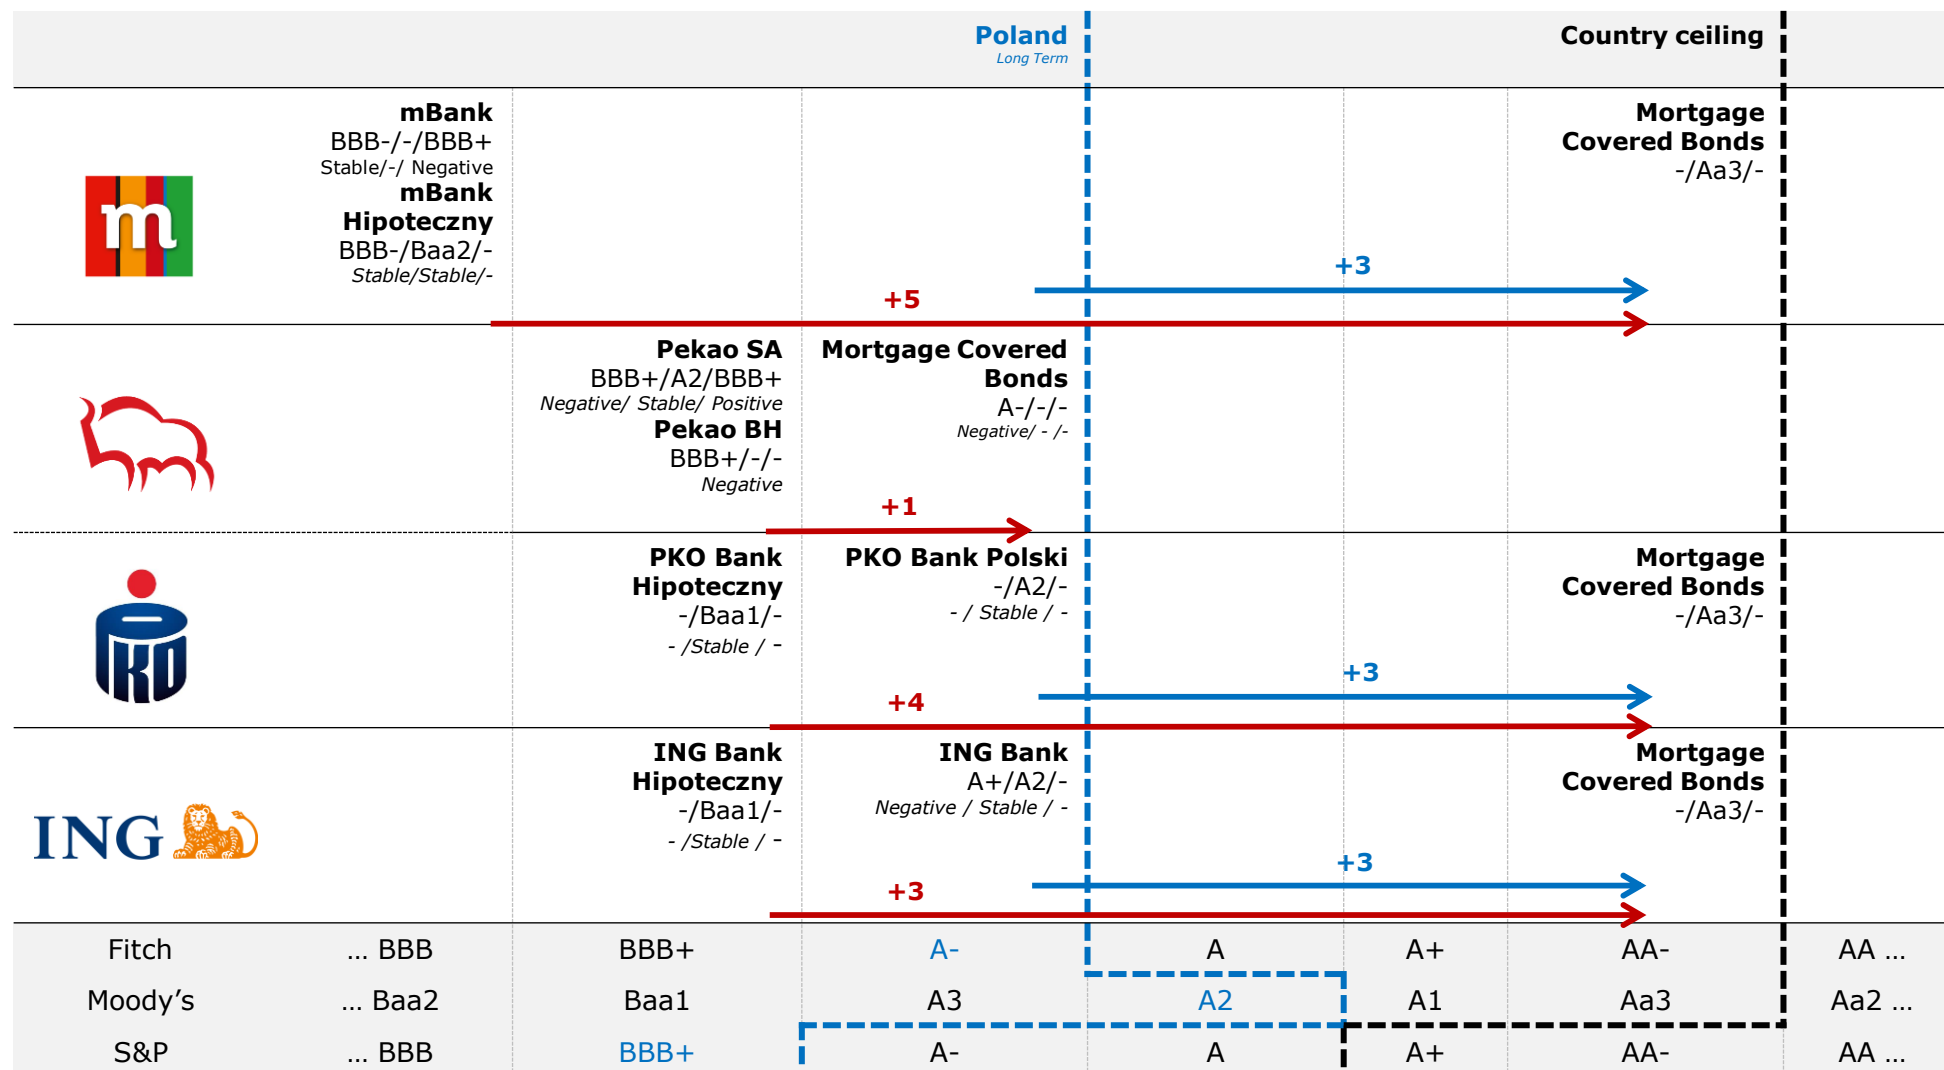 Poland
Long Term
Country ceiling
mBank
BBB-/-/BBB+
Stable/-/ Negative
mBank
Hipoteczny
BBB-/Baa2/-
Stable/Stable/-
Mortgage
Covered Bonds
-/Aa3/-
m
+3
+5
Pekao SA
BBB+/A2/BBB+
Negative/ Stable/ Positive
Pekao BH
BBB+/-/-
Negative
Mortgage Covered
Bonds
A-/-/-
Negative/ - /-
+1
PKO Bank
Hipoteczny
-/Baa1/-
- /Stable / -
PKO Bank Polski
-/A2/-
- / Stable / -
Mortgage
Covered Bonds
-/Aa3/-
PKO
+3
+4
ING Bank
Hipoteczny
-/Baa1/-
- /Stable / -
ING Bank
A+/A2/-
Negative / Stable / -
Mortgage
Covered Bonds
-/Aa3/-
ING
+3
+3
Fitch ... BBB BBB+ A- A A+ AA- AA ...
Moody's ... Baa2 Baa1 A3 A2 A1 Aa3 Aa2 ...
S&P ... BBB BBB+ A- A A+ AA- AA ...